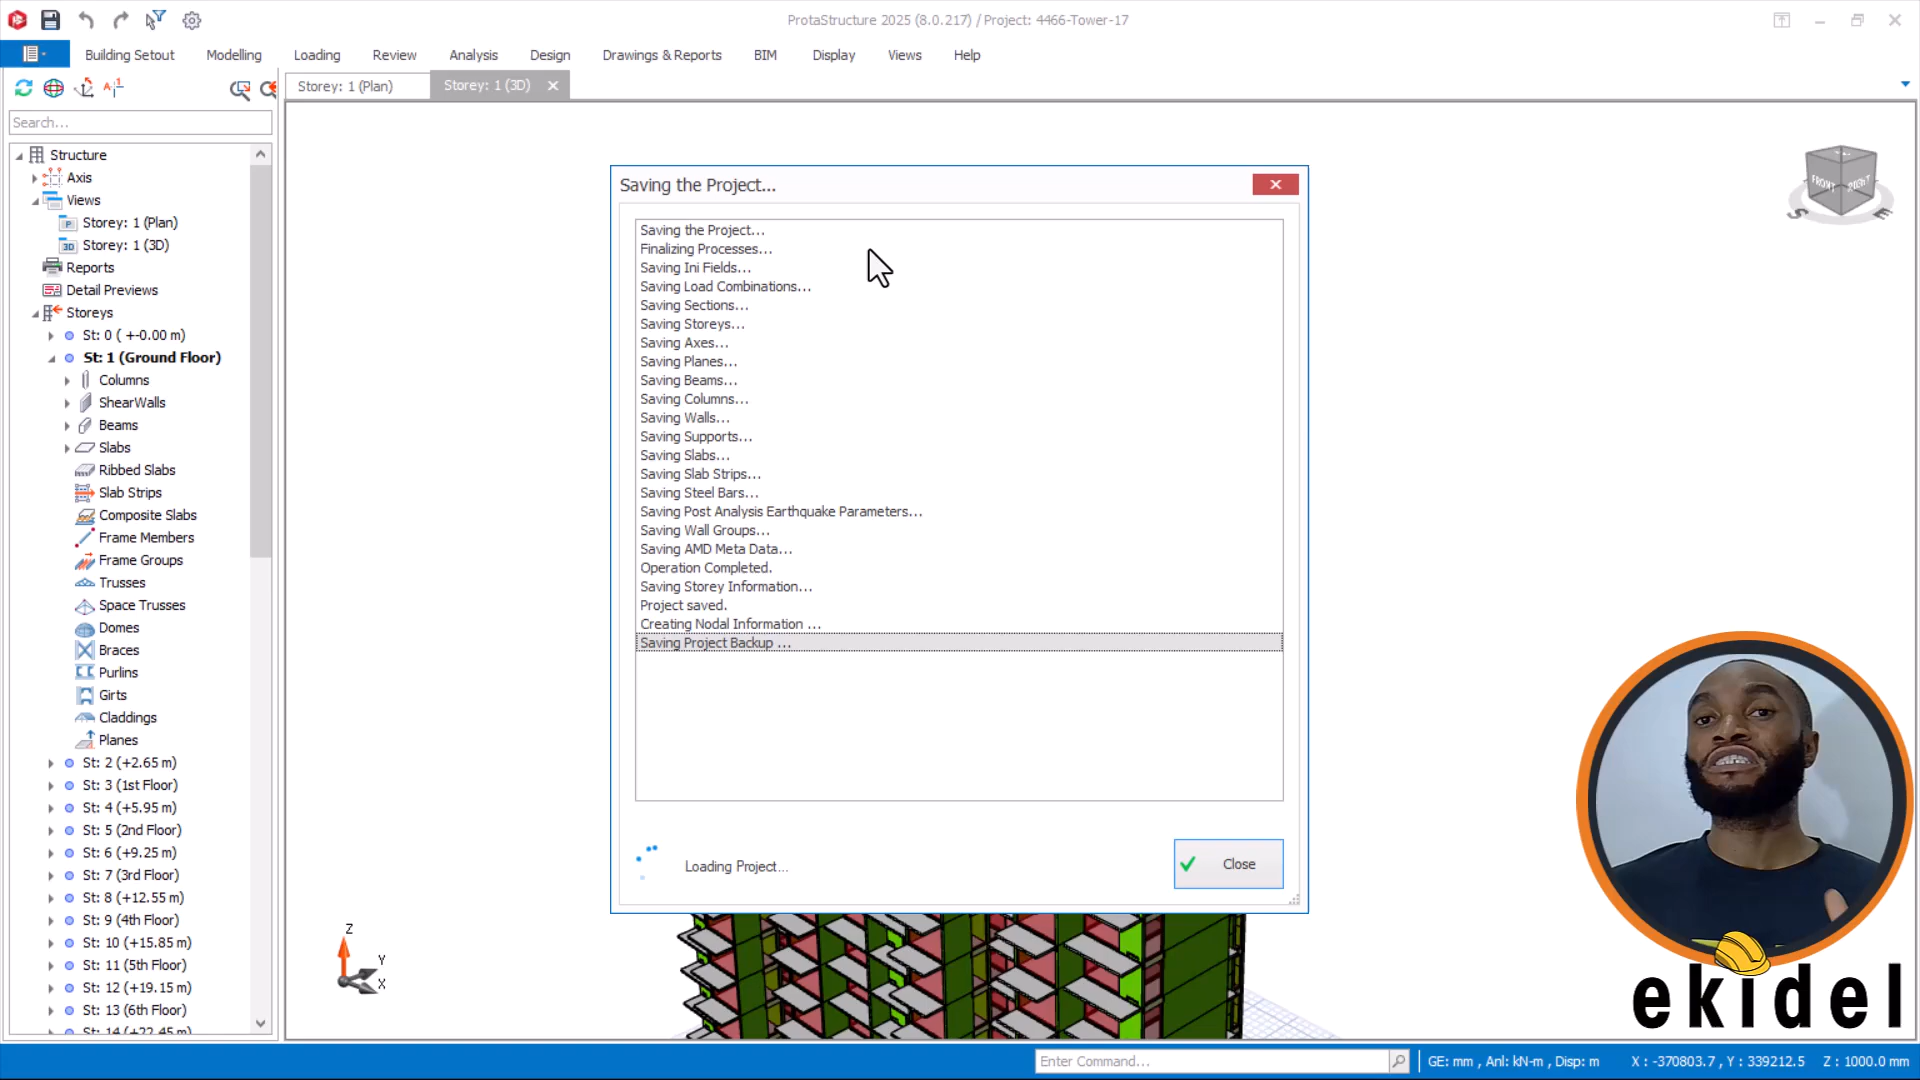 ProtaStructure 2025 (8.0.217) / Project: 4466-Tower-17
Building Setout Modelling Loading Review Analysis Design Drawings & Reports BIM Display Views Help
Storey: 1 (Plan) Storey: 1 (3D)
Search...
Structure
Axis
Views
Storey: 1 (Plan)
Storey: 1 (3D)
Reports
Detail Previews
Storeys
St: 0 ( +-0.00 m)
St: 1 (Ground Floor)
Columns
ShearWalls
Beams
Slabs
Ribbed Slabs
Slab Strips
Composite Slabs
Frame Members
Frame Groups
Trusses
Space Trusses
Domes
Braces
Purlins
Girts
Claddings
Planes
St: 2 (+2.65 m)
St: 3 (1st Floor)
St: 4 (+5.95 m)
St: 5 (2nd Floor)
St: 6 (+9.25 m)
St: 7 (3rd Floor)
St: 8 (+12.55 m)
St: 9 (4th Floor)
St: 10 (+15.85 m)
St: 11 (5th Floor)
St: 12 (+19.15 m)
St: 13 (6th Floor)
St: 14 (+22.45 m)
Saving the Project...
Saving the Project...
Finalizing Processes...
Saving Ini Fields...
Saving Load Combinations...
Saving Sections...
Saving Storeys...
Saving Axes...
Saving Planes...
Saving Beams...
Saving Columns...
Saving Walls...
Saving Supports...
Saving Slabs...
Saving Slab Strips...
Saving Steel Bars...
Saving Post Analysis Earthquake Parameters...
Saving Wall Groups...
Saving AMD Meta Data...
Operation Completed.
Saving Storey Information...
Project saved.
Creating Nodal Information ...
Saving Project Backup ...
Loading Project...
Close
FRONT RIGHT
S E
Z
Y
X
ekidel
Enter Command...
GE: mm , Anl: kN-m , Disp: m X : -370803.7 , Y : 339212.5 Z : 1000.0 mm